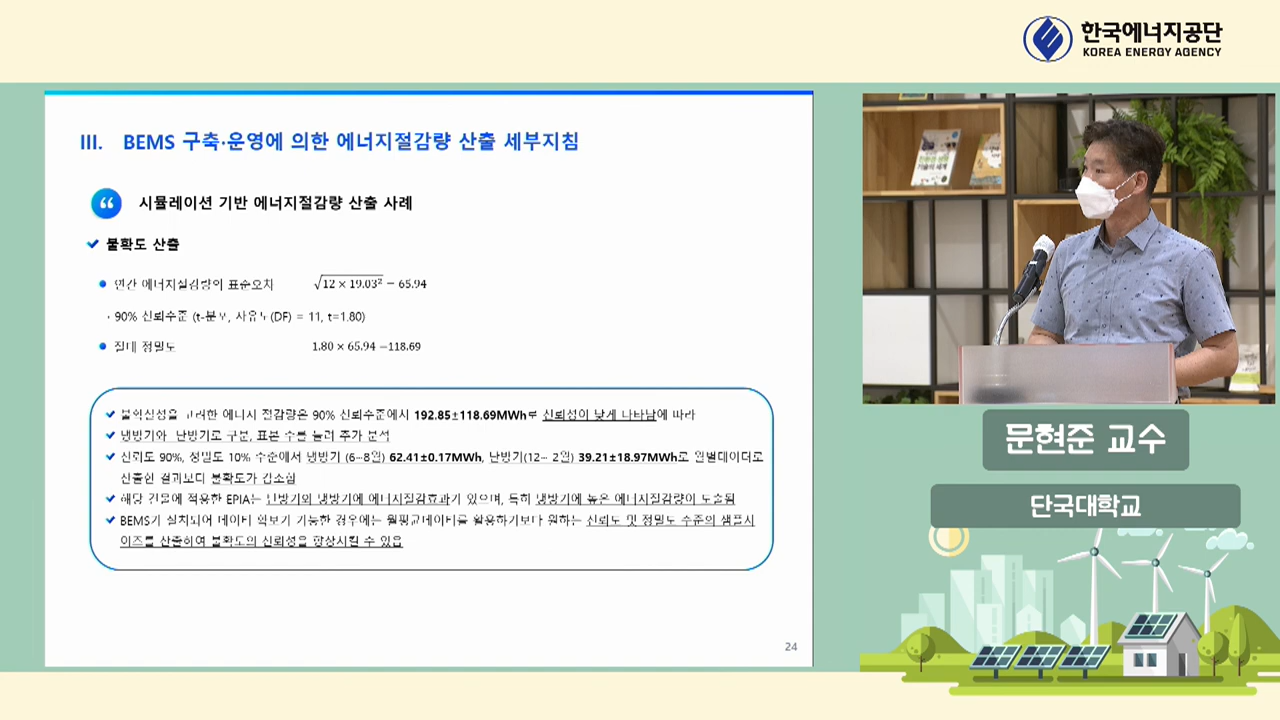 한국에너지공단
KOREA ENERGY AGENCY
III. BEMS 구축·운영에 의한 에너지절감량 산출 세부지침
시뮬레이션 기반 에너지절감량 산출 사례
불확도 산출
연간 에너지절감량의 표준오차 √12 × 19.03² = 65.94
· 90% 신뢰수준 (t-분포, 자유도(DF) = 11, t=1.80)
절대 정밀도 1.80 × 65.94 =118.69
불확실성을 고려한 에너지 절감량은 90% 신뢰수준에서 192.85±118.69MWh로 신뢰성이 낮게 나타남에 따라
냉방기와 난방기로 구분, 표본 수를 늘려 추가 분석
신뢰도 90%, 정밀도 10% 수준에서 냉방기 (6~8월) 62.41±0.17MWh, 난방기(12~ 2월) 39.21±18.97MWh로 월별데이터로
산출한 결과보다 불확도가 감소함
해당 건물에 적용한 EPIA는 난방기와 냉방기에 에너지절감효과가 있으며, 특히 냉방기에 높은 에너지절감량이 도출됨
BEMS가 설치되어 데이터 확보가 가능한 경우에는 월평균데이터를 활용하기보다 원하는 신뢰도 및 정밀도 수준의 샘플사
이즈를 산출하여 불확도의 신뢰성을 향상시킬 수 있음
24
문현준 교수
단국대학교